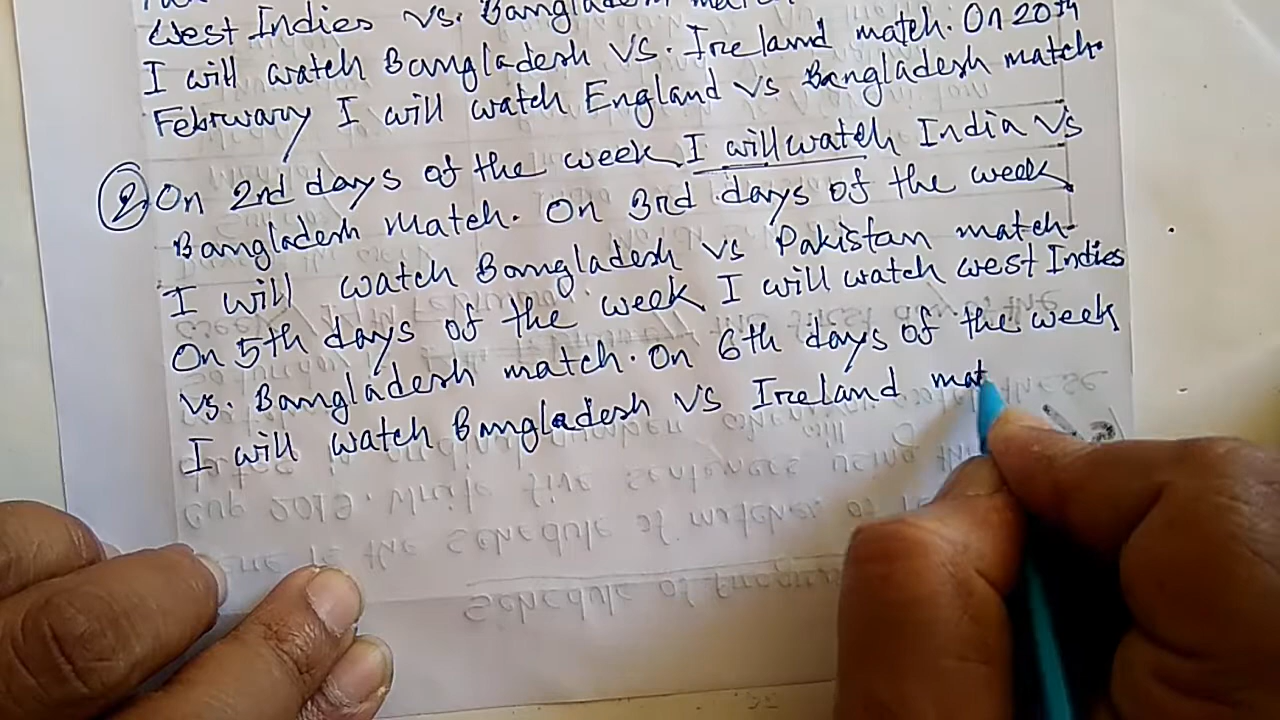 West Indies vs. Bangladesh
I will watch Bangladesh vs. Ireland match. On 20th
February I will watch England vs Bangladesh match.
② On 2nd days of the week I will watch India vs
Bangladesh match. On 3rd days of the week
I will watch Bangladesh vs Pakistan match.
On 5th days of the week I will watch west Indies
vs. Bangladesh match. On 6th days of the week
I will watch Bangladesh vs Ireland mat